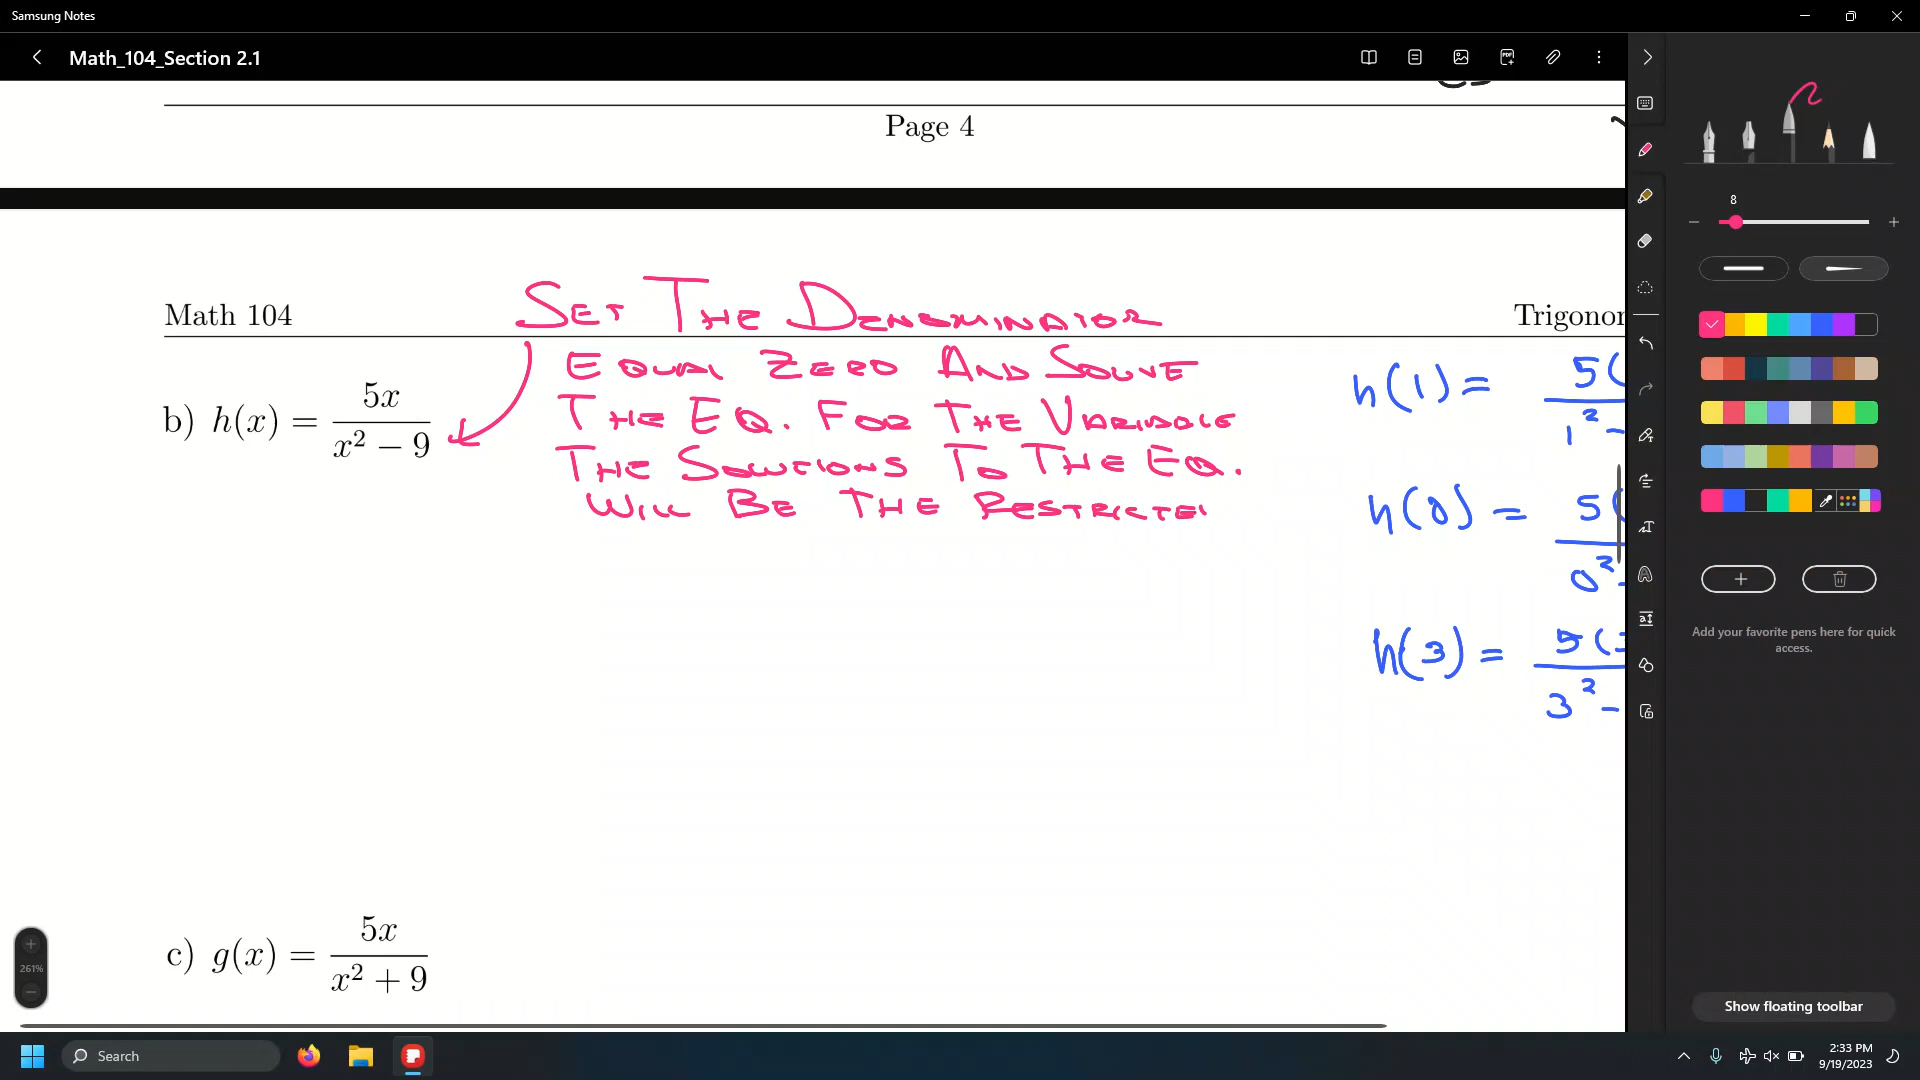 Samsung Notes
Math_104_Section 2.1
Page 4
8
Math 104
Trigonor
SET THE DENOMINATOR
EQUAL ZERO AND SOLVE
THE EQ. FOR THE VARIABLE
THE SOLUTIONS TO THE EQ.
WILL BE THE RESTRICTE
b) h(x) = 5x / x² − 9
h(1) = 5( / 1² −
h(0) = 5( / 0² −
h(3) = 5( / 3² −
c) g(x) = 5x / x² + 9
261%
Add your favorite pens here for quick
access.
Show floating toolbar
Search
2:33 PM
9/19/2023